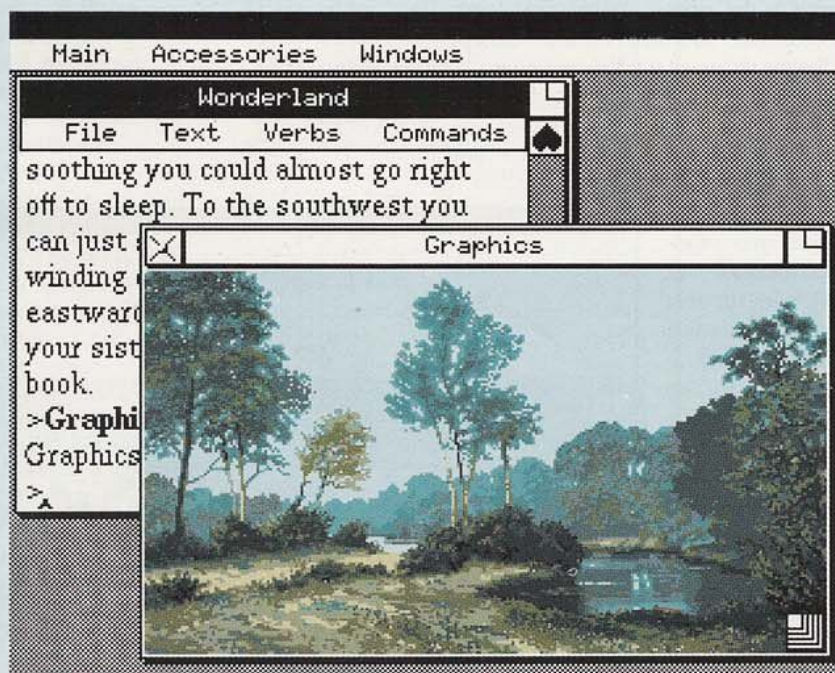 Main Accessories Windows
Wonderland
File Text Verbs Commands
soothing you could almost go right
off to sleep. To the southwest you
can just
winding
eastward
your sist
book.
>Graphi
Graphics
>
Graphics